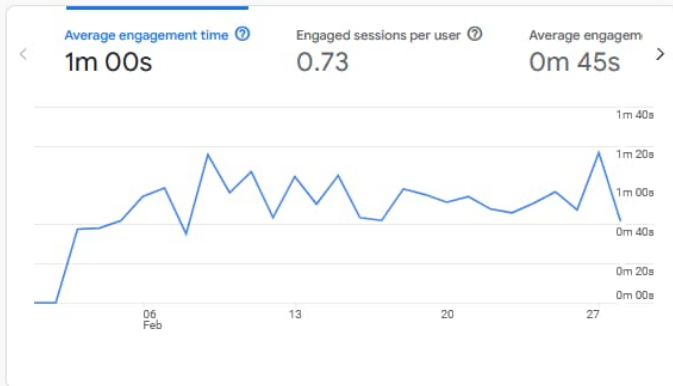 Average engagement time
Engaged sessions per user
Average engagem
1m 00s
0.73
0m 45s
1m 40s
1m 20s
1m 00s
0m 40s
0m 20s
0m 00s
06
Feb
13
20
27